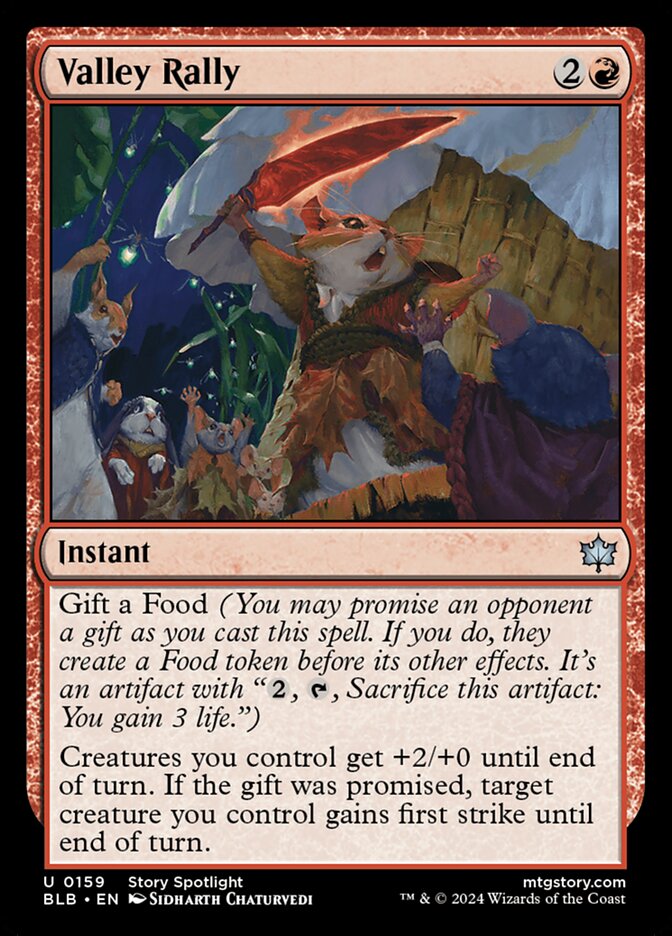 Valley Rally 2
Instant
Gift a Food (You may promise an opponent
a gift as you cast this spell. If you do, they
create a Food token before its other effects. It's
an artifact with “2, , Sacrifice this artifact:
You gain 3 life.”)
Creatures you control get +2/+0 until end
of turn. If the gift was promised, target
creature you control gains first strike until
end of turn.
U 0159 Story Spotlight mtgstory.com
BLB • EN Sidharth Chaturvedi ™ & © 2024 Wizards of the Coast